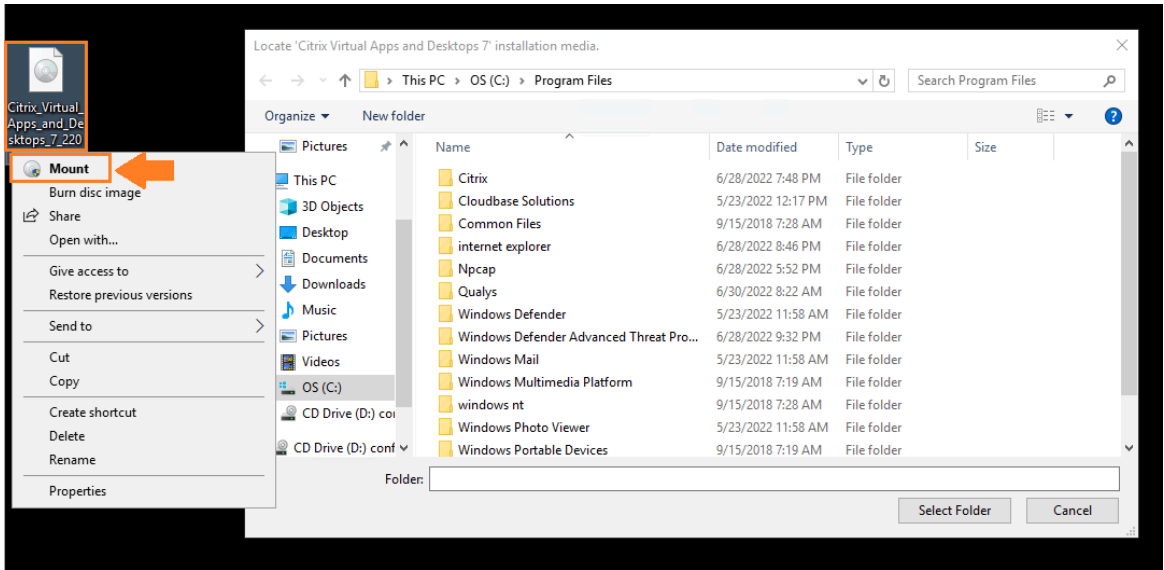 Citrix_Virtual_
Apps_and_De
sktops_7_220
Mount
Burn disc image
Share
Open with...
Give access to
Restore previous versions
Send to
Cut
Copy
Create shortcut
Delete
Rename
Properties
Locate 'Citrix Virtual Apps and Desktops 7' installation media.
This PC > OS (C:) > Program Files
Search Program Files
Organize
New folder
Pictures
This PC
3D Objects
Desktop
Documents
Downloads
Music
Pictures
Videos
OS (C:)
CD Drive (D:) con
CD Drive (D:) conf
Name Date modified Type Size
Citrix 6/28/2022 7:48 PM File folder
Cloudbase Solutions 5/23/2022 12:17 PM File folder
Common Files 9/15/2018 7:28 AM File folder
internet explorer 6/28/2022 8:46 PM File folder
Npcap 6/28/2022 5:52 PM File folder
Qualys 6/30/2022 8:22 AM File folder
Windows Defender 5/23/2022 11:58 AM File folder
Windows Defender Advanced Threat Pro... 6/28/2022 9:32 PM File folder
Windows Mail 5/23/2022 11:58 AM File folder
Windows Multimedia Platform 9/15/2018 7:19 AM File folder
windows nt 9/15/2018 7:28 AM File folder
Windows Photo Viewer 5/23/2022 11:58 AM File folder
Windows Portable Devices 9/15/2018 7:19 AM File folder
Folder:
Select Folder
Cancel